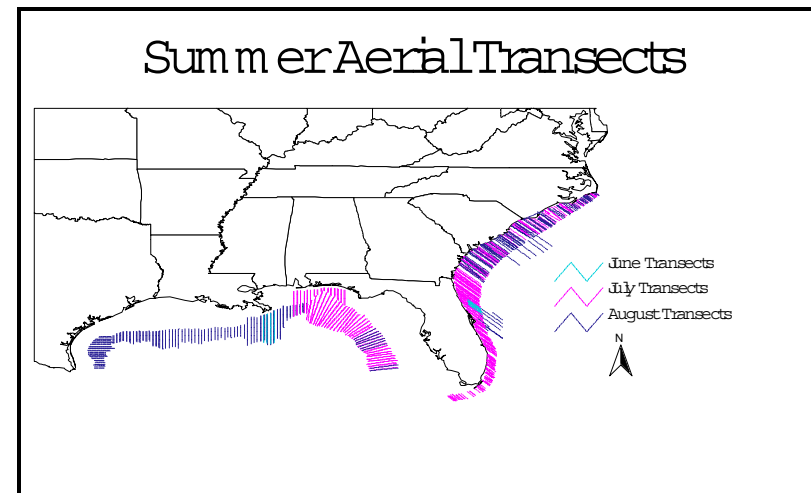 Summer Aerial Transects
June Transects
July Transects
August Transects
N